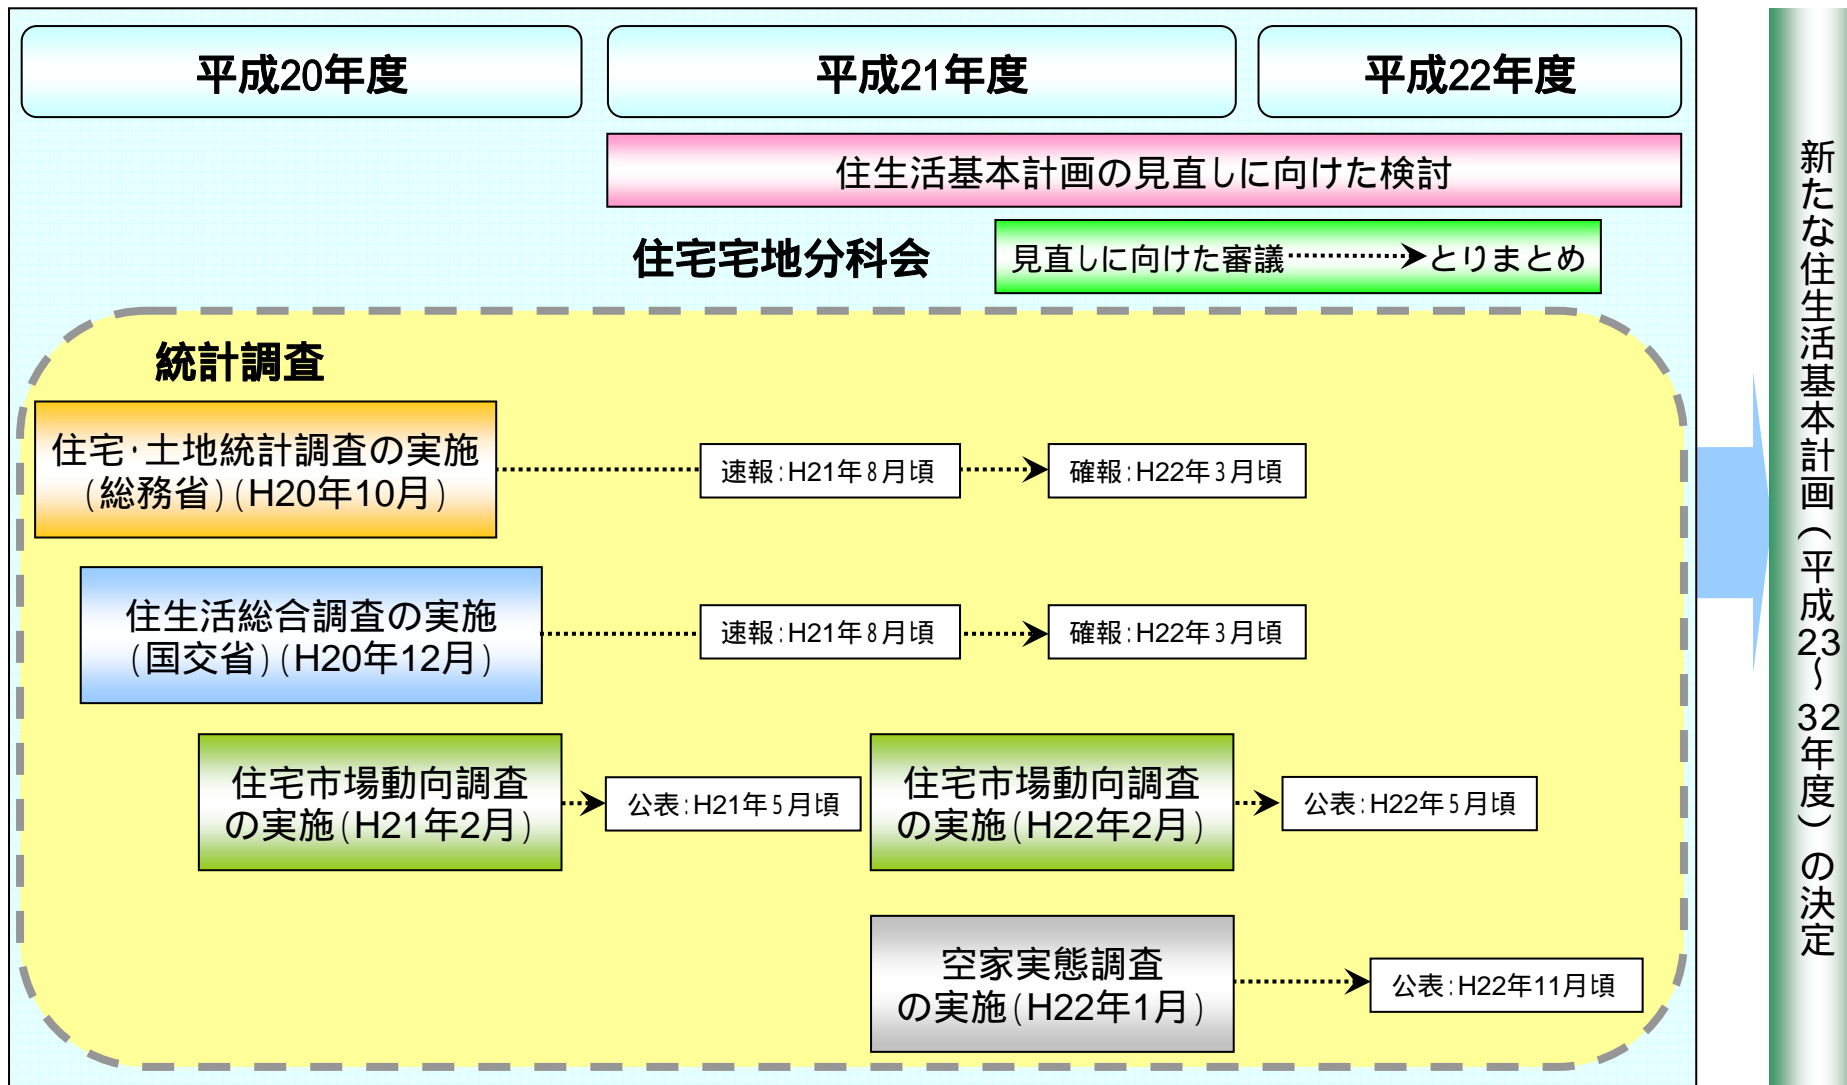 平成20年度
平成21年度
平成22年度
住生活基本計画の見直しに向けた検討
住宅宅地分科会
見直しに向けた審議
とりまとめ
統計調査
住宅・土地統計調査の実施
(総務省)(H20年10月)
速報:H21年8月頃
確報:H22年3月頃
住生活総合調査の実施
(国交省)(H20年12月)
速報:H21年8月頃
確報:H22年3月頃
住宅市場動向調査
の実施(H21年2月)
公表:H21年5月頃
住宅市場動向調査
の実施(H22年2月)
公表:H22年5月頃
空家実態調査
の実施(H22年1月)
公表:H22年11月頃
新たな住生活基本計画(平成23~32年度)の決定